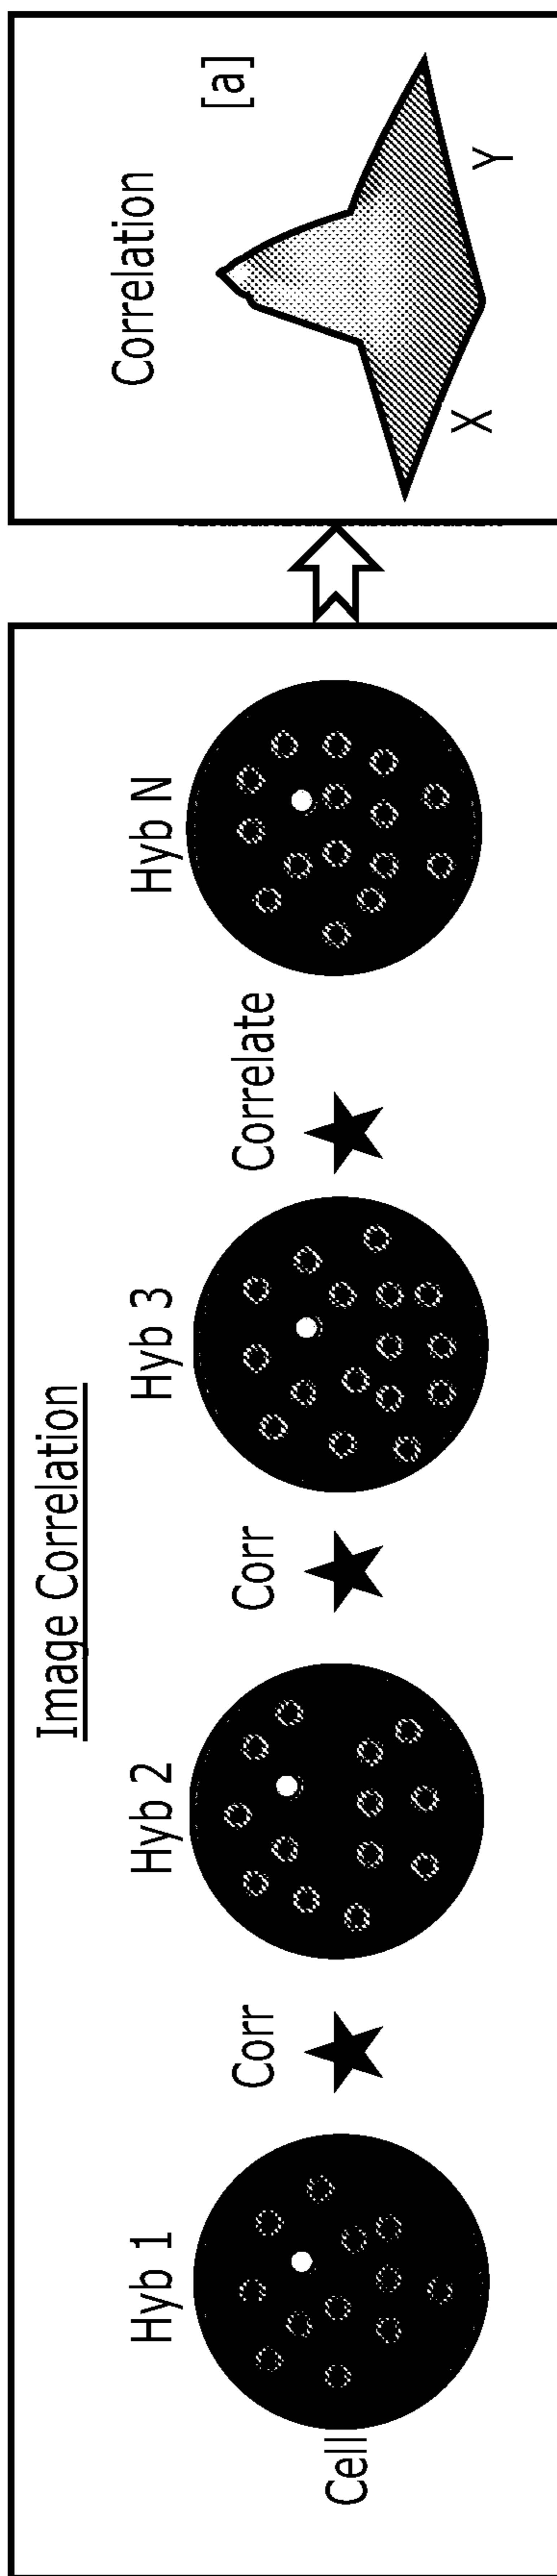 Image Correlation
Hyb 1
Hyb 2
Hyb 3
Hyb N
Corr
Corr
Correlate
Cell
Correlation
[a]
X
Y